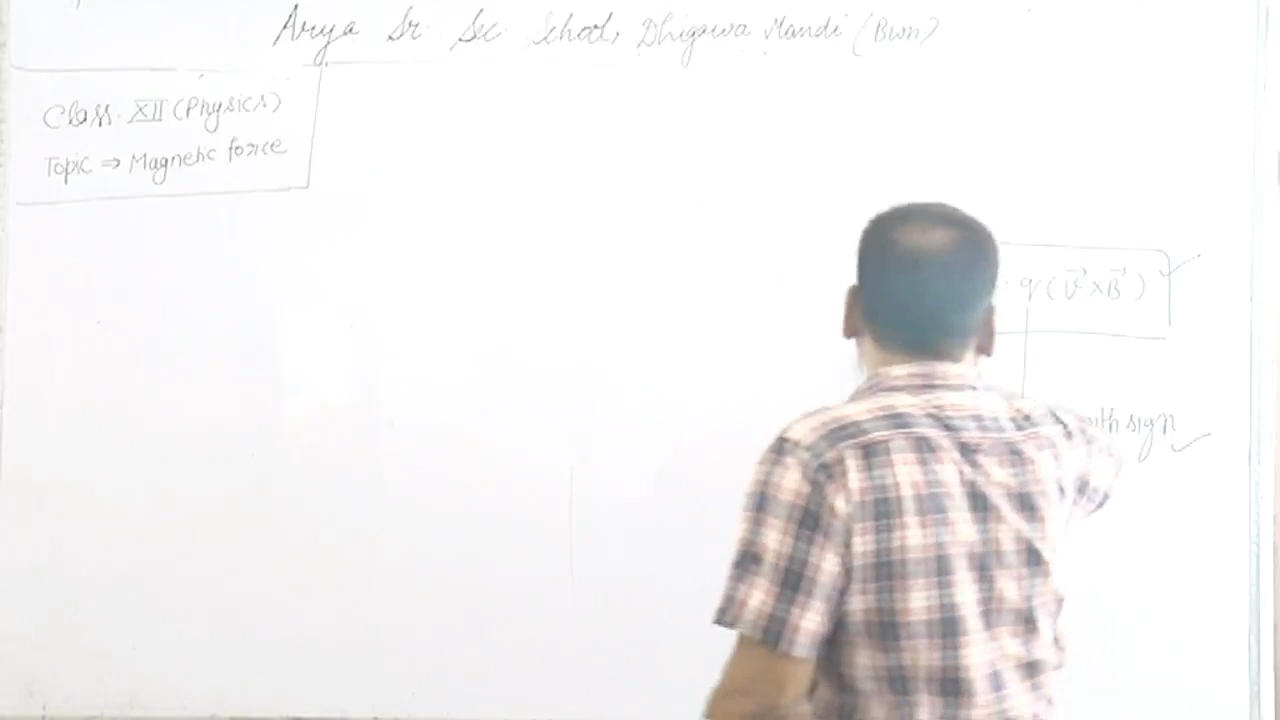 Arya Sr. Sec. School, Dhigawa Mandi (Bwn)
Class. XII (Physics)
Topic ⇒ Magnetic force
q (V⃗ × B⃗)
with sign